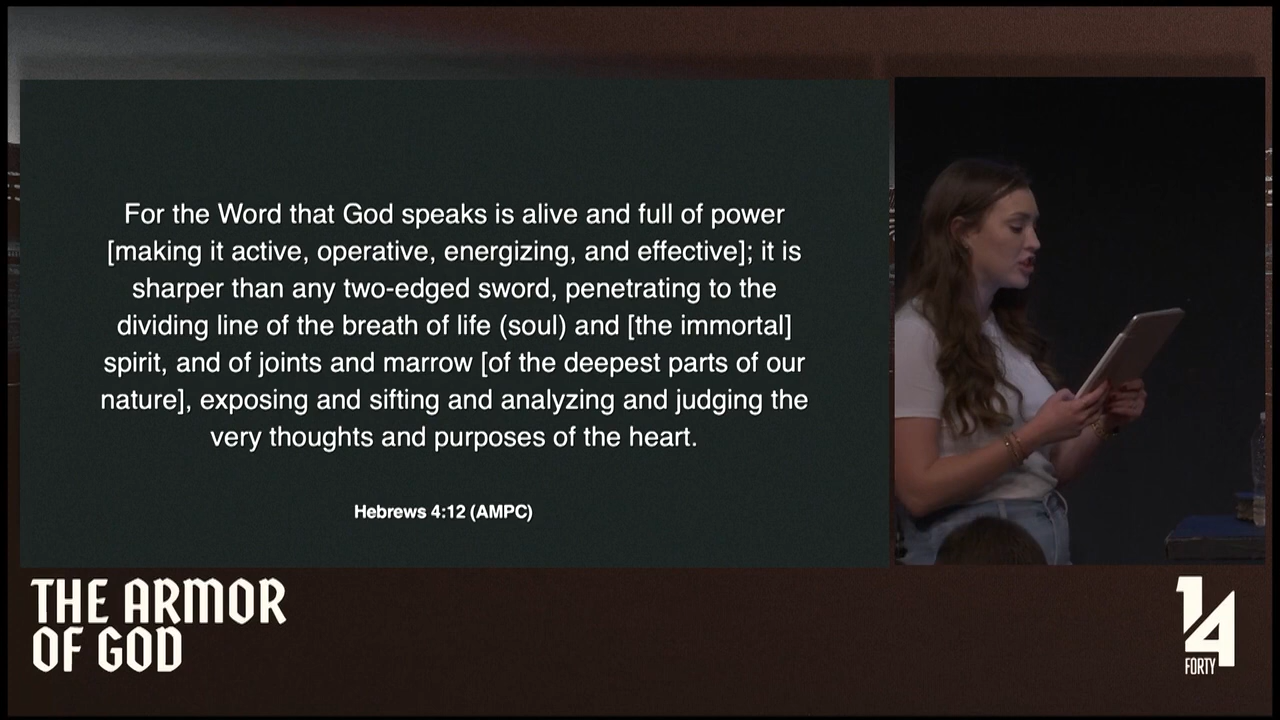 For the Word that God speaks is alive and full of power
[making it active, operative, energizing, and effective]; it is
sharper than any two-edged sword, penetrating to the
dividing line of the breath of life (soul) and [the immortal]
spirit, and of joints and marrow [of the deepest parts of our
nature], exposing and sifting and analyzing and judging the
very thoughts and purposes of the heart.
Hebrews 4:12 (AMPC)
THE ARMOR
OF GOD
14
FORTY